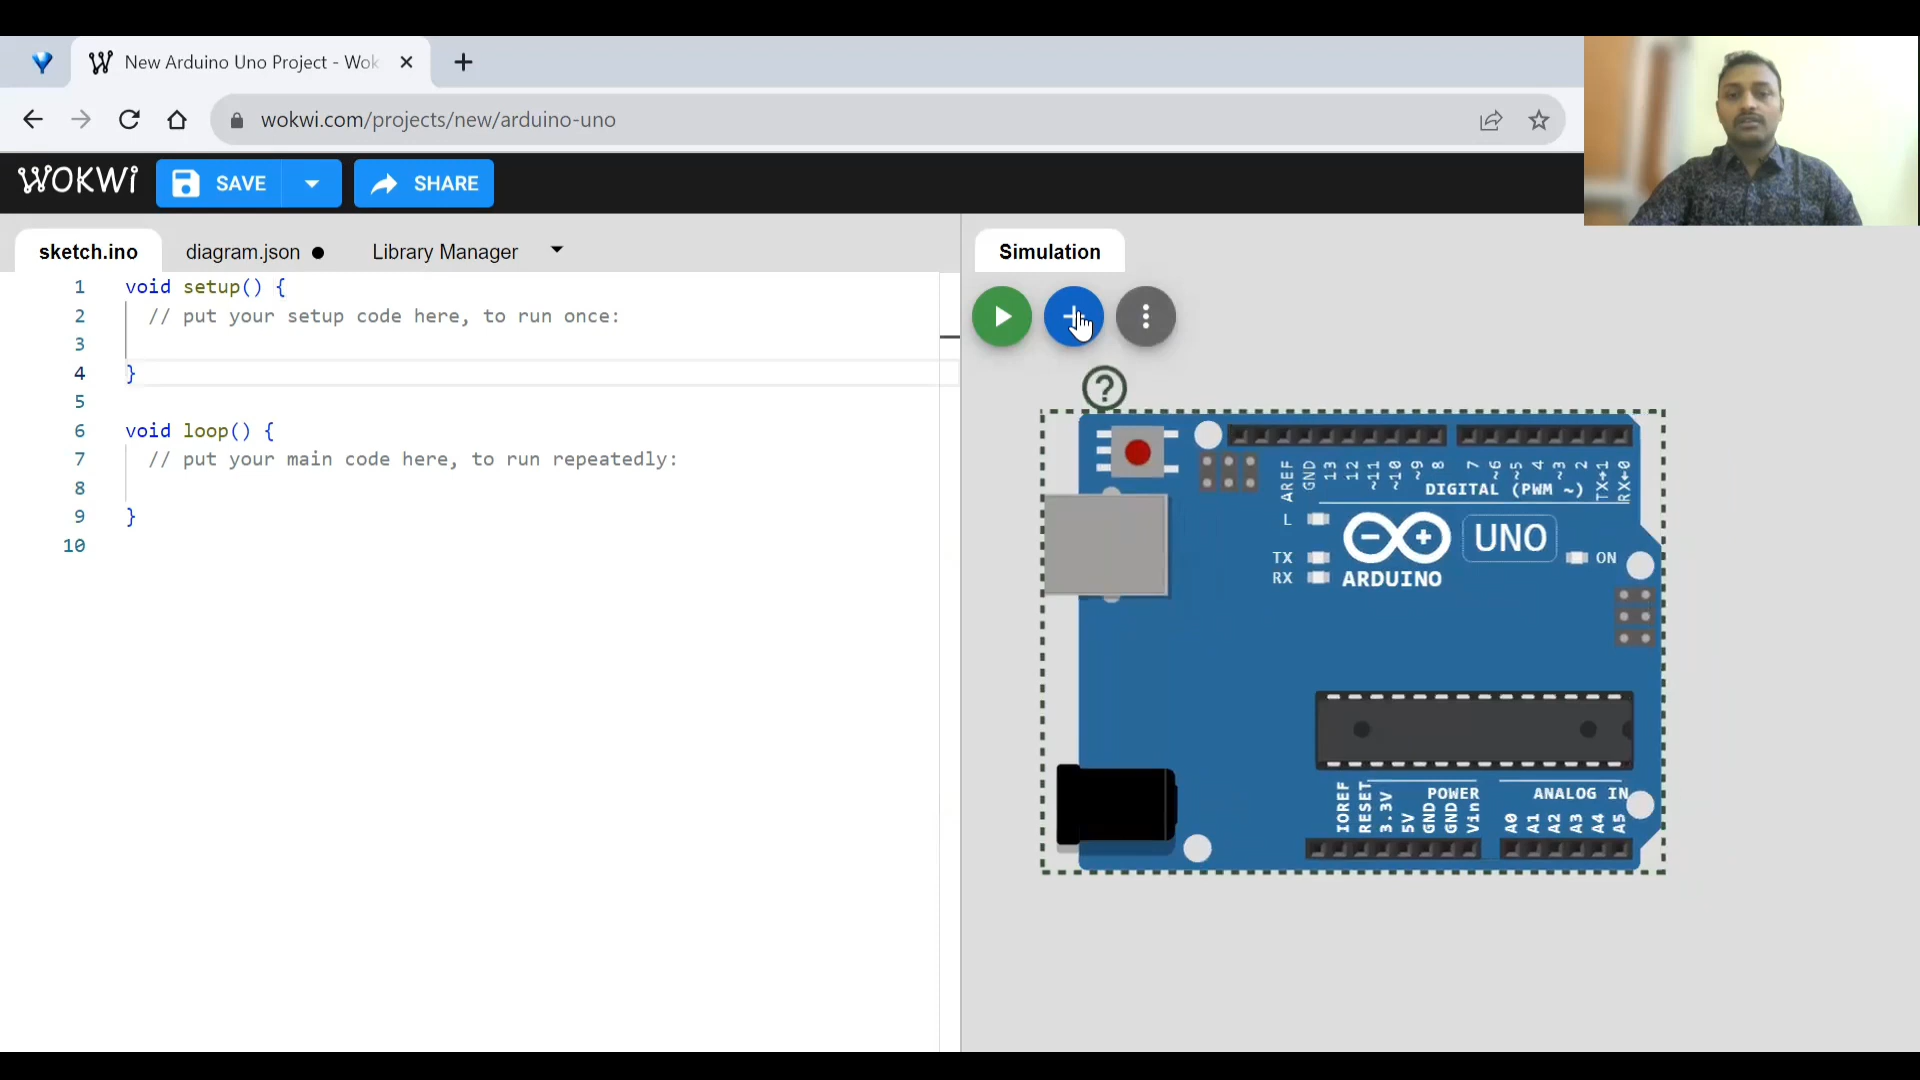 New Arduino Uno Project - Wok
wokwi.com/projects/new/arduino-uno
WOKWi
SAVE
SHARE
sketch.ino
diagram.json
Library Manager
Simulation
1 void setup() {
2 // put your setup code here, to run once:
3
4 }
5
6 void loop() {
7 // put your main code here, to run repeatedly:
8
9 }
10
?
AREF GND 13 12 ~11 ~10 ~9 8 7 ~6 ~5 4 ~3 2 TX→1 RX←0
DIGITAL (PWM ~)
L
UNO
TX
ON
RX
ARDUINO
POWER
ANALOG IN
IOREF RESET 3.3V 5V GND GND Vin A0 A1 A2 A3 A4 A5